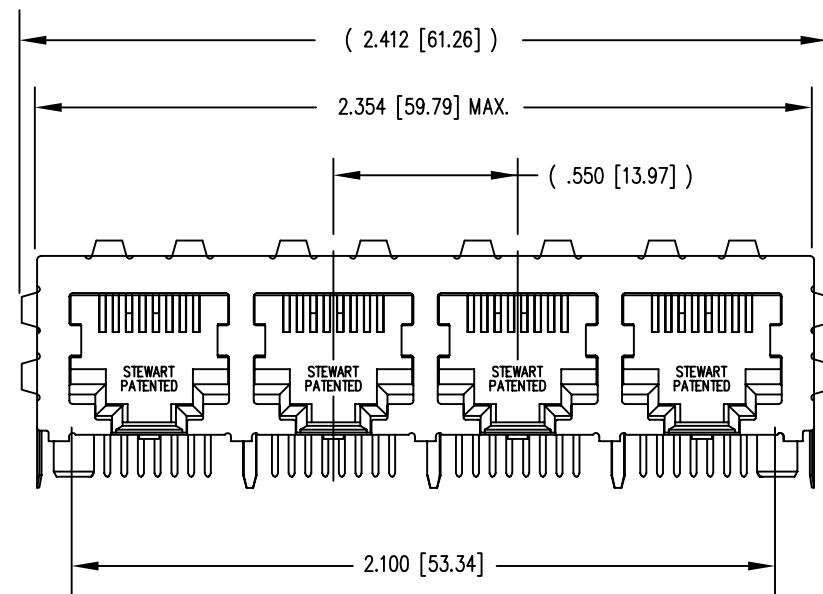 ( 2.412 [61.26] )
2.354 [59.79] MAX.
( .550 [13.97] )
STEWART
PATENTED
STEWART
PATENTED
STEWART
PATENTED
STEWART
PATENTED
2.100 [53.34]